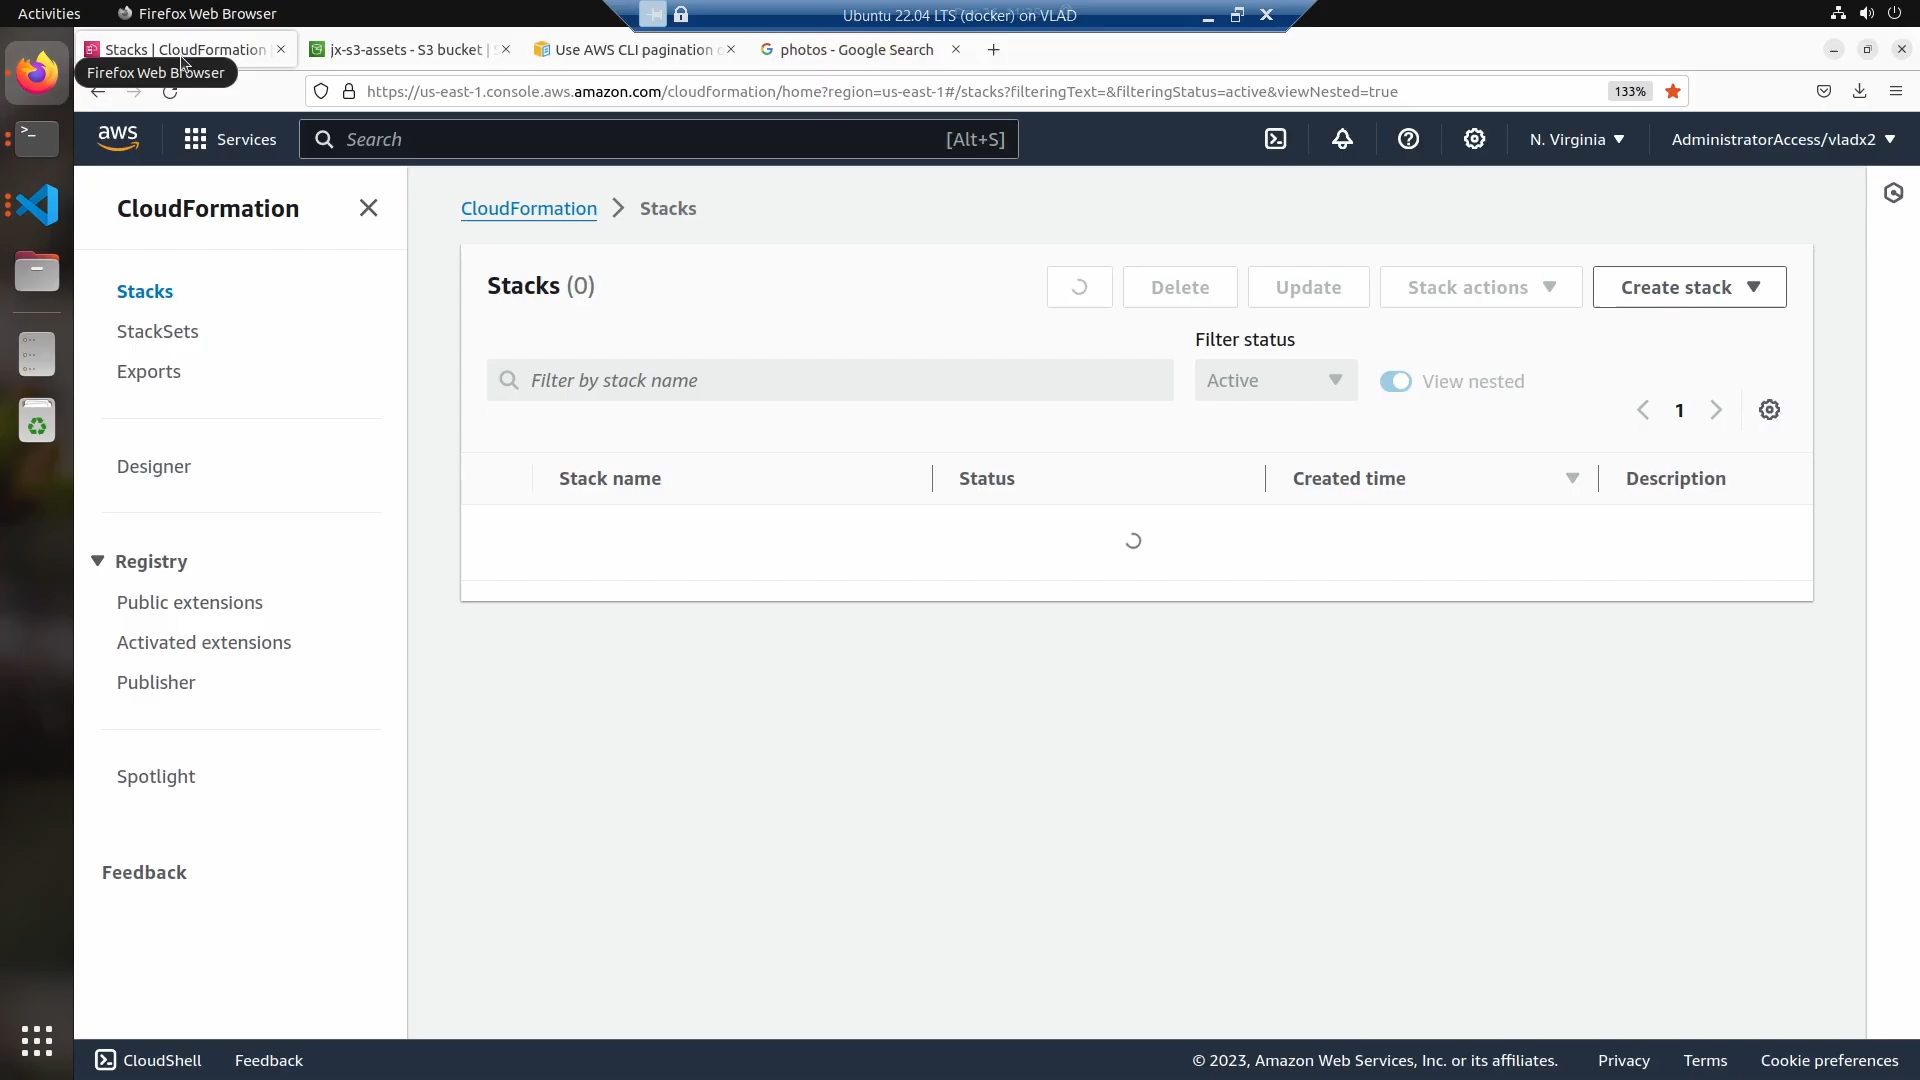 Activities
Firefox Web Browser
Ubuntu 22.04 LTS (docker) on VLAD
Stacks | CloudFormation
jx-s3-assets - S3 bucket |
Use AWS CLI pagination
photos - Google Search
Firefox Web Browser
https://us-east-1.console.aws.amazon.com/cloudformation/home?region=us-east-1#/stacks?filteringText=&filteringStatus=active&viewNested=true
133%
aws
Services
Search
[Alt+S]
N. Virginia
AdministratorAccess/vladx2
CloudFormation
Stacks
StackSets
Exports
Designer
Registry
Public extensions
Activated extensions
Publisher
Spotlight
Feedback
CloudFormation > Stacks
Stacks (0)
Delete
Update
Stack actions
Create stack
Filter status
Filter by stack name
Active
View nested
1
Stack name
Status
Created time
Description
CloudShell
Feedback
© 2023, Amazon Web Services, Inc. or its affiliates.
Privacy
Terms
Cookie preferences